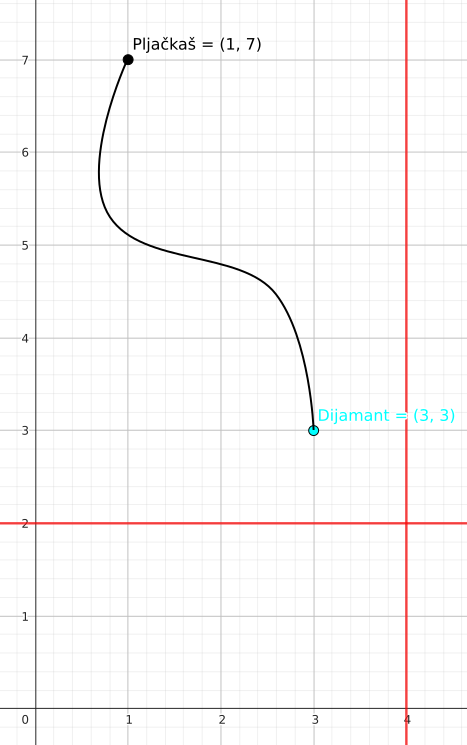 Pljačkaš = (1, 7)
7
6
5
4
Dijamant = (3, 3)
3
2
1
0 1 2 3 4